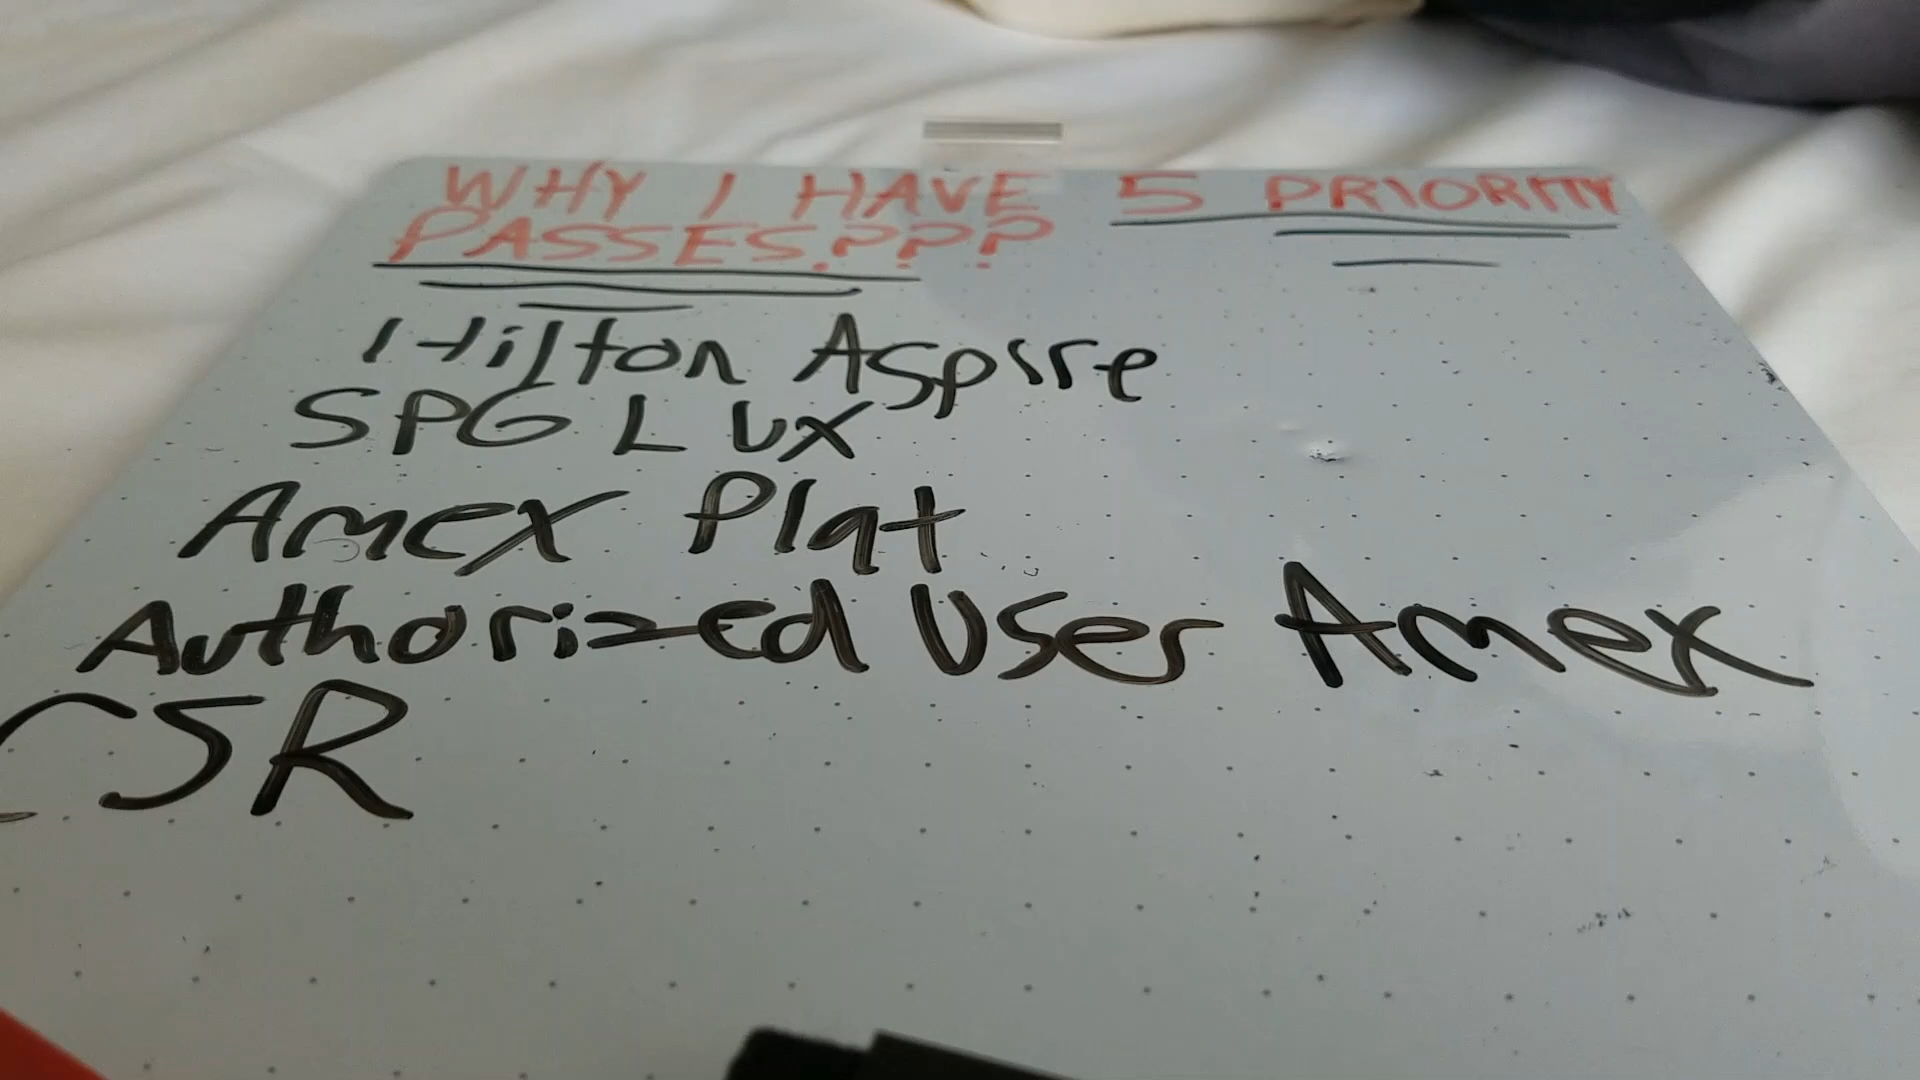 WHY I HAVE 5 PRIORITY
PASSES???
Hilton Aspire
SPG LUX
Amex Plat
Authorized User Amex
CSR